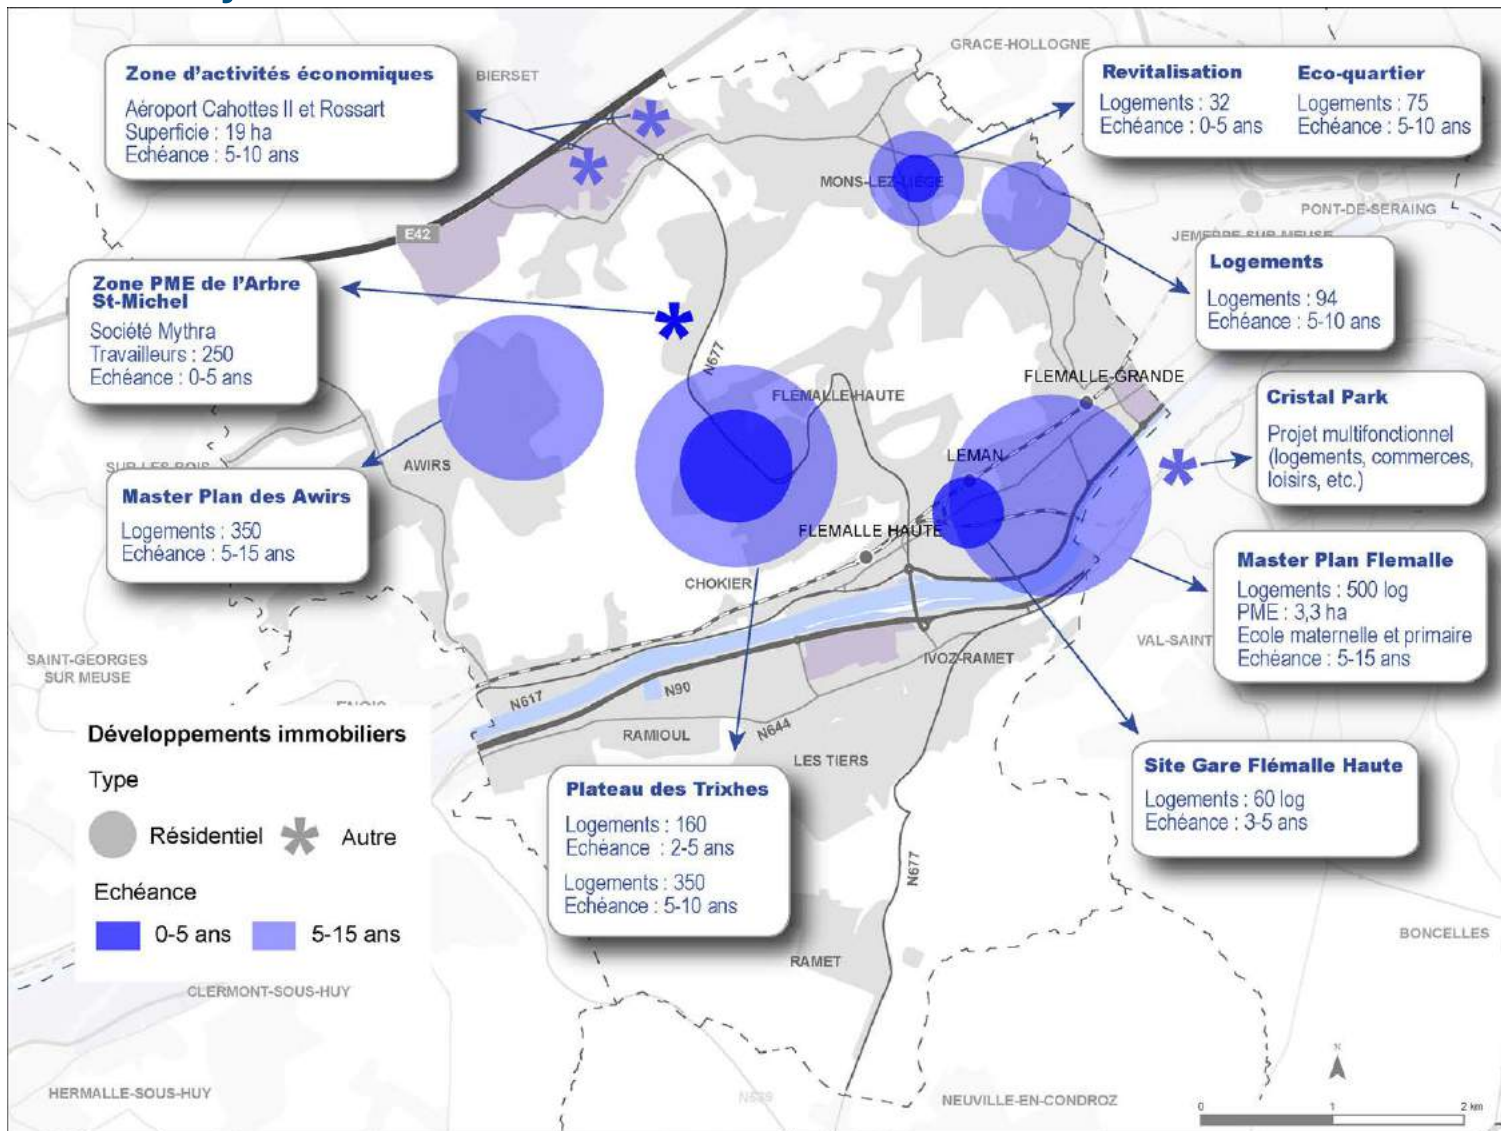 GRACE-HOLLOGNE
BIERSET
Zone d'activités économiques
Aéroport Cahottes II et Rossart
Superficie : 19 ha
Echéance : 5-10 ans
Revitalisation
Logements : 32
Echéance : 0-5 ans
Eco-quartier
Logements : 75
Echéance : 5-10 ans
MONS-LEZ-LIEGE
PONT-DE-SERAING
JEMEPPE-SUR-MEUSE
E42
Logements
Logements : 94
Echéance : 5-10 ans
Zone PME de l'Arbre
St-Michel
Société Mythra
Travailleurs : 250
Echéance : 0-5 ans
N677
FLEMALLE-GRANDE
FLEMALLE-HAUTE
Cristal Park
Projet multifonctionnel
(logements, commerces,
loisirs, etc.)
LEMAN
AWIRS
SUR-LES-BOIS
Master Plan des Awirs
Logements : 350
Echéance : 5-15 ans
FLEMALLE HAUTE
CHOKIER
Master Plan Flemalle
Logements : 500 log
PME : 3,3 ha
Ecole maternelle et primaire
Echéance : 5-15 ans
VAL-SAINT
IVOZ-RAMET
SAINT-GEORGES
SUR MEUSE
N617
N90
N644
RAMIOUL
LES TIERS
Développements immobiliers
Type
Résidentiel
Autre
Echéance
0-5 ans
5-15 ans
Plateau des Trixhes
Logements : 160
Echéance : 2-5 ans
Logements : 350
Echéance : 5-10 ans
Site Gare Flémalle Haute
Logements : 60 log
Echéance : 3-5 ans
N677
BONCELLES
RAMET
CLERMONT-SOUS-HUY
HERMALLE-SOUS-HUY
NEUVILLE-EN-CONDROZ
N
0
1
2 km